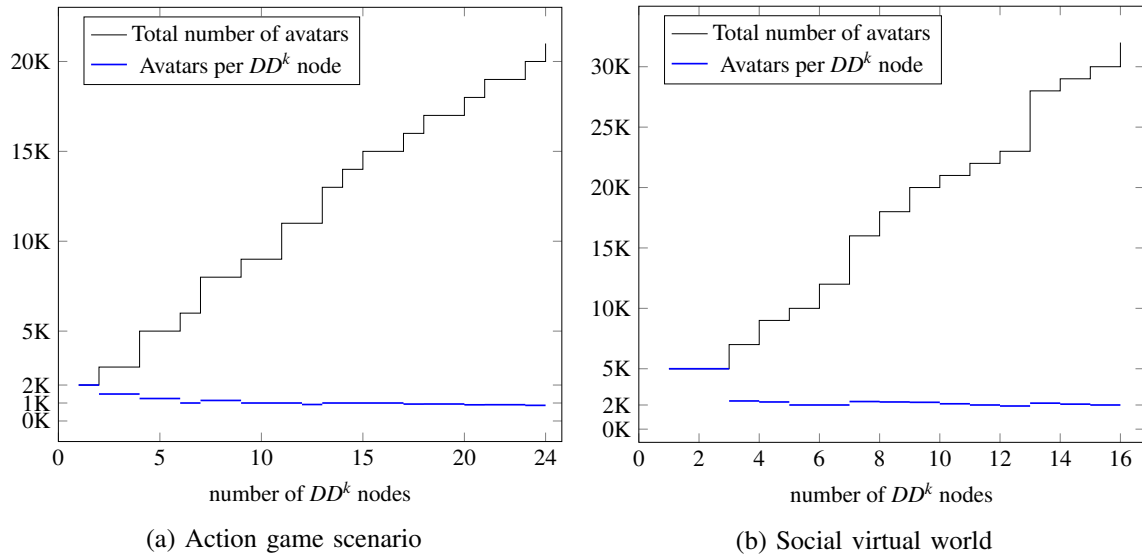 Total number of avatars
Avatars per DD^k node
20K
15K
10K
5K
2K
1K
0K
0 5 10 15 20 24
number of DD^k nodes
(a) Action game scenario
Total number of avatars
Avatars per DD^k node
30K
25K
20K
15K
10K
5K
2K
0K
0 2 4 6 8 10 12 14 16
number of DD^k nodes
(b) Social virtual world